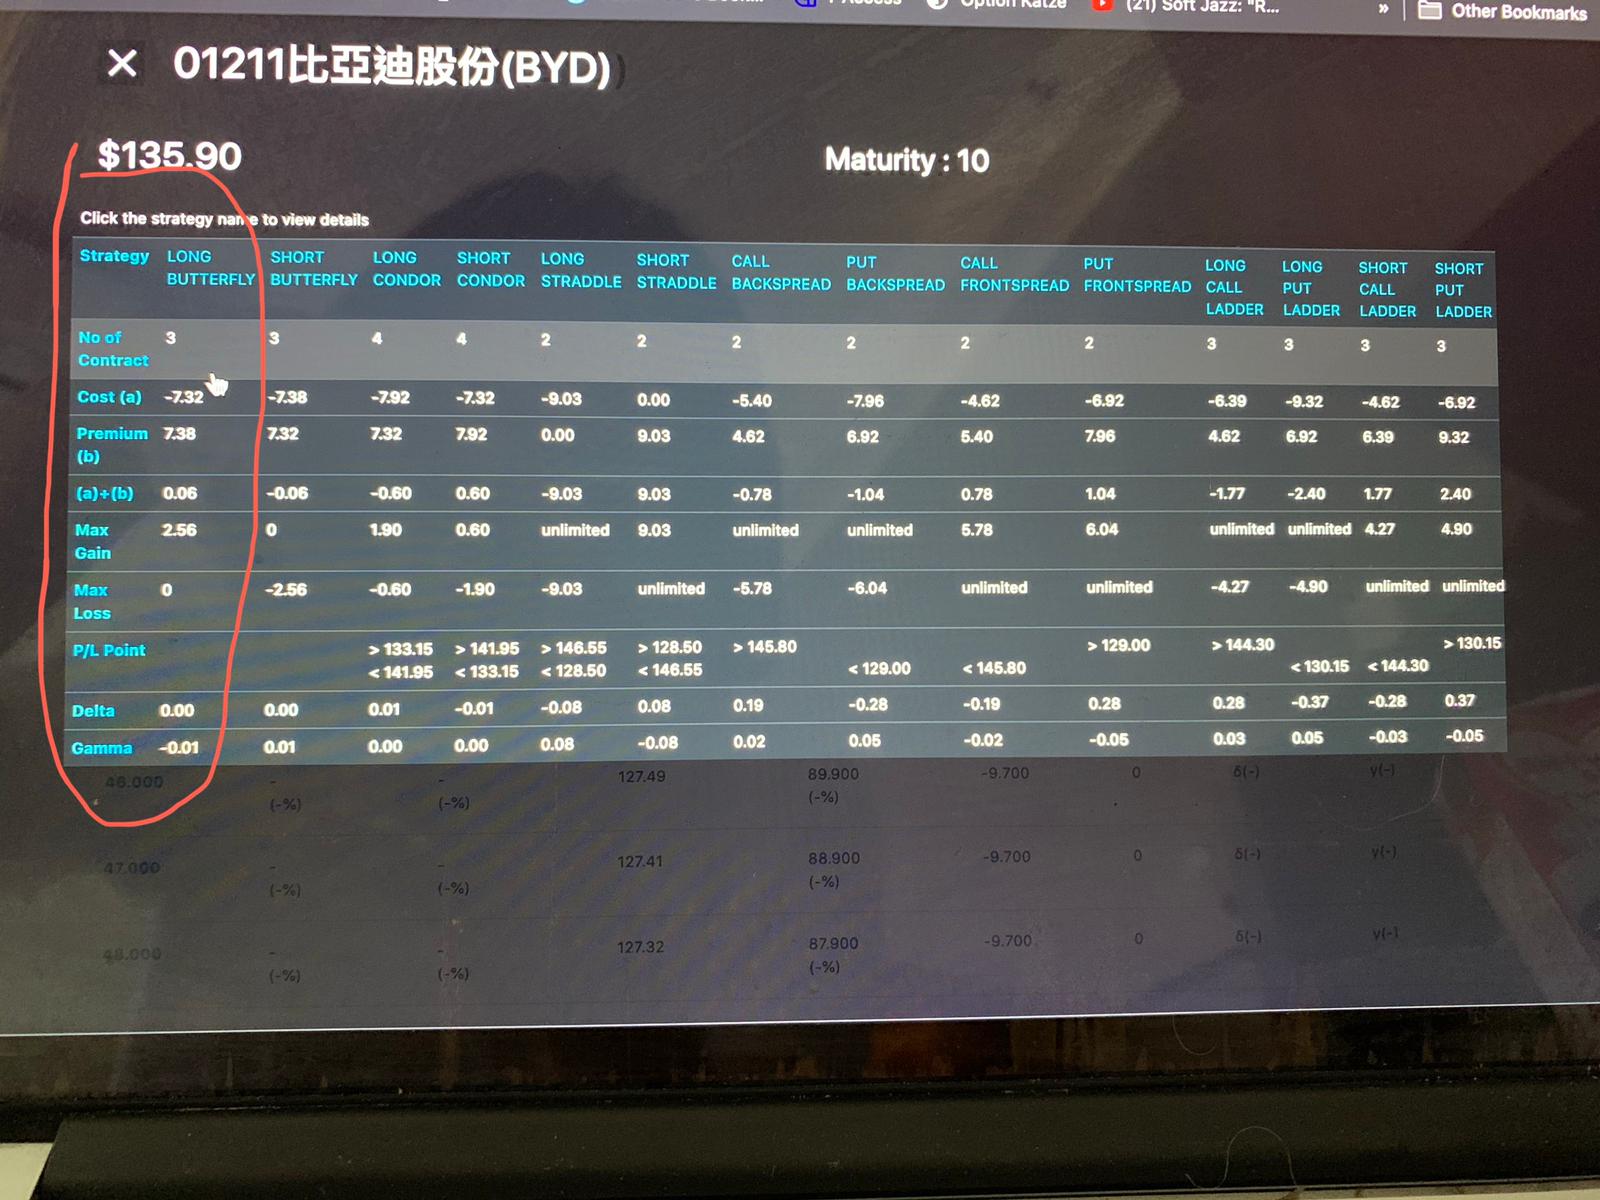 Option Katze
(21) Soft Jazz: "R...
» Other Bookmarks
× 01211比亞迪股份(BYD)
$135.90 Maturity : 10
Click the strategy name to view details
Strategy LONG BUTTERFLY SHORT BUTTERFLY LONG CONDOR SHORT CONDOR LONG STRADDLE SHORT STRADDLE CALL BACKSPREAD PUT BACKSPREAD CALL FRONTSPREAD PUT FRONTSPREAD LONG CALL LADDER LONG PUT LADDER SHORT CALL LADDER SHORT PUT LADDER
No of Contract 3 3 4 4 2 2 2 2 2 2 3 3 3 3
Cost (a) -7.32 -7.38 -7.92 -7.32 -9.03 0.00 -5.40 -7.96 -4.62 -6.92 -6.39 -9.32 -4.62 -6.92
Premium (b) 7.38 7.32 7.32 7.92 0.00 9.03 4.62 6.92 5.40 7.96 4.62 6.92 6.39 9.32
(a)+(b) 0.06 -0.06 -0.60 0.60 -9.03 9.03 -0.78 -1.04 0.78 1.04 -1.77 -2.40 1.77 2.40
Max Gain 2.56 0 1.90 0.60 unlimited 9.03 unlimited unlimited 5.78 6.04 unlimited unlimited 4.27 4.90
Max Loss 0 -2.56 -0.60 -1.90 -9.03 unlimited -5.78 -6.04 unlimited unlimited -4.27 -4.90 unlimited unlimited
P/L Point > 133.15 > 141.95 > 146.55 > 128.50 > 145.80 > 129.00 > 144.30 > 130.15
< 141.95 < 133.15 < 128.50 < 146.55 < 129.00 < 145.80 < 130.15 < 144.30
Delta 0.00 0.00 0.01 -0.01 -0.08 0.08 0.19 -0.28 -0.19 0.28 0.28 -0.37 -0.28 0.37
Gamma -0.01 0.01 0.00 0.00 0.08 -0.08 0.02 0.05 -0.02 -0.05 0.03 0.05 -0.03 -0.05
46.000 - - 127.49 89.900 -9.700 0 δ(-) γ(-)
(-%) (-%) (-%)
47.000 - - 127.41 88.900 -9.700 0 δ(-) γ(-)
(-%) (-%) (-%)
48.000 - - 127.32 87.900 -9.700 0 δ(-) γ(-)
(-%) (-%) (-%)